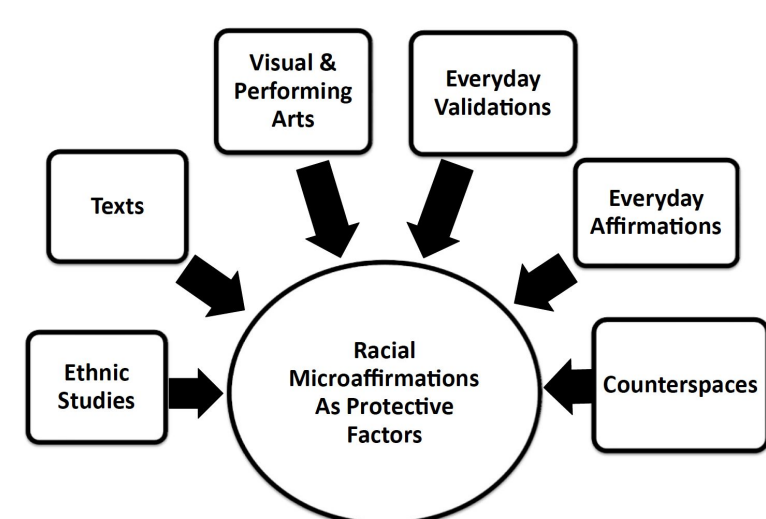 Visual &
Performing
Arts
Everyday
Validations
Texts
Everyday
Affirmations
Ethnic
Studies
Racial
Microaffirmations
As Protective
Factors
Counterspaces